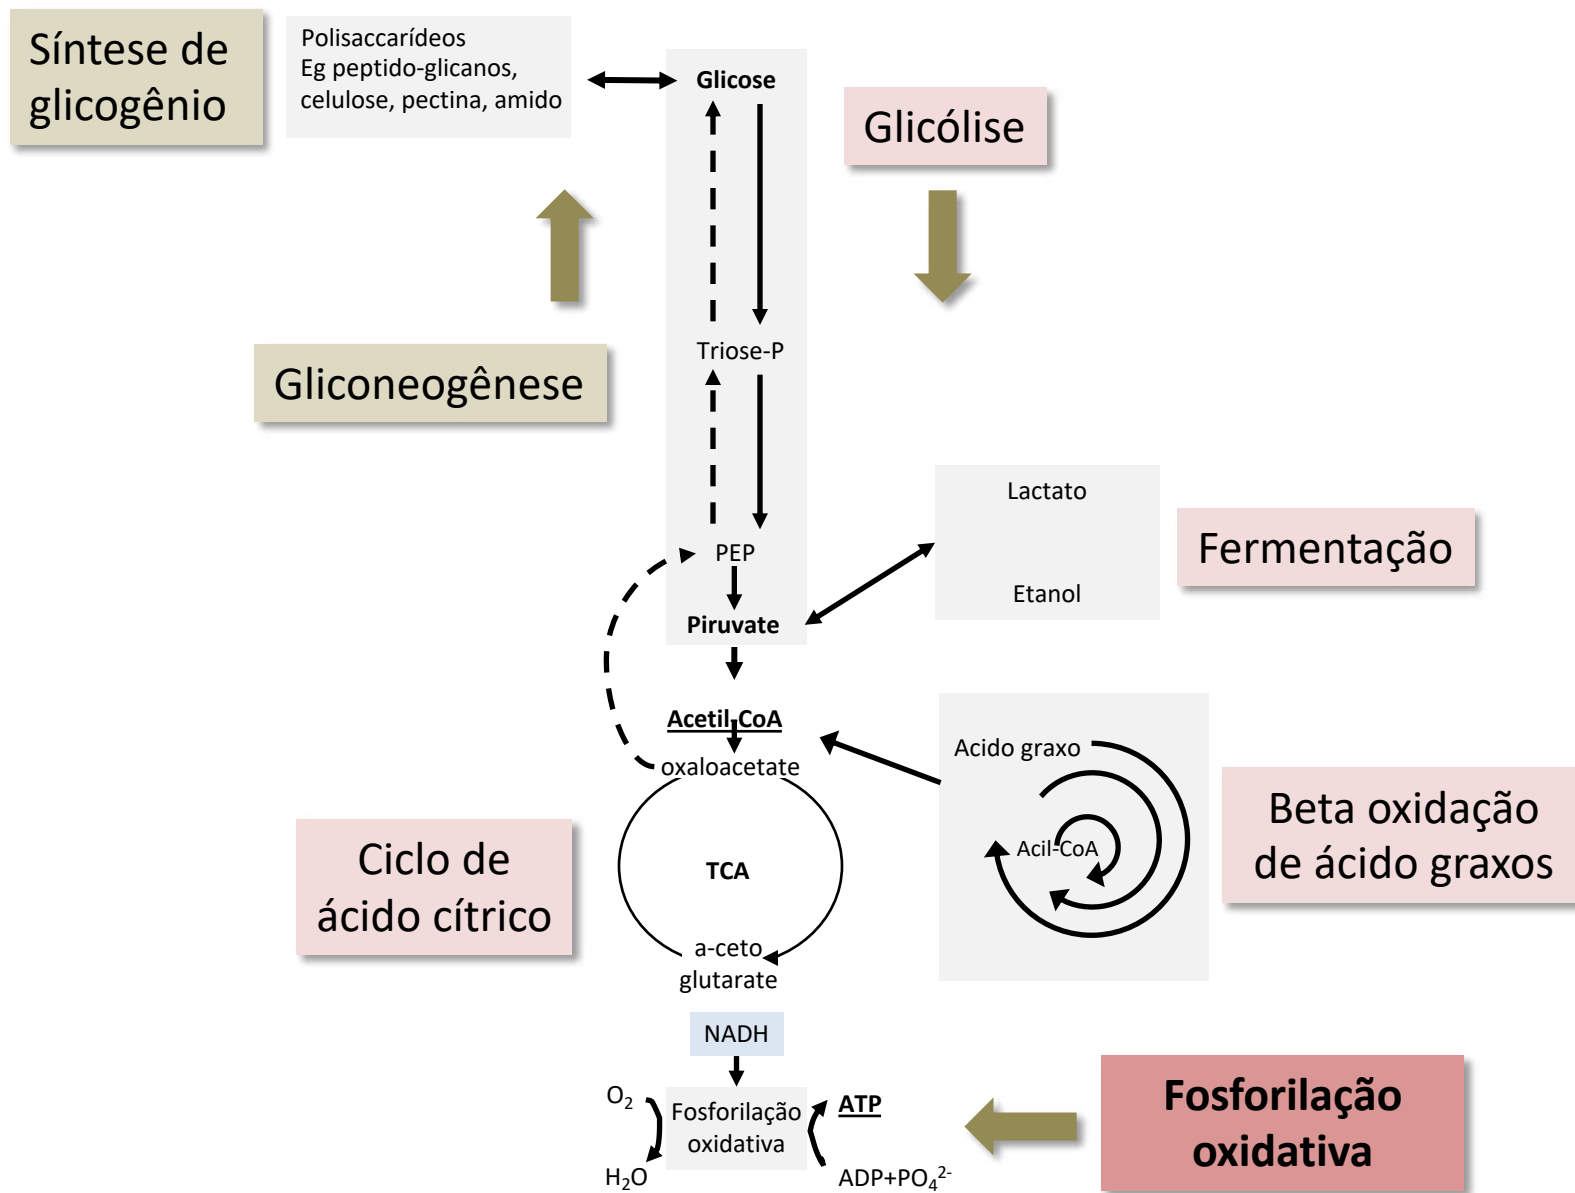 Síntese de
glicogênio
Polisaccarídeos
Eg peptido-glicanos,
celulose, pectina, amido
Glicose
Glicólise
Triose-P
Gliconeogênese
Lactato
Etanol
Fermentação
PEP
Piruvate
Acetil-CoA
oxaloacetate
Acido graxo
Acil-CoA
Beta oxidação
de ácido graxos
Ciclo de
ácido cítrico
TCA
a-ceto
glutarate
NADH
O2
H2O
Fosforilação
oxidativa
ATP
ADP+PO4 2-
Fosforilação
oxidativa